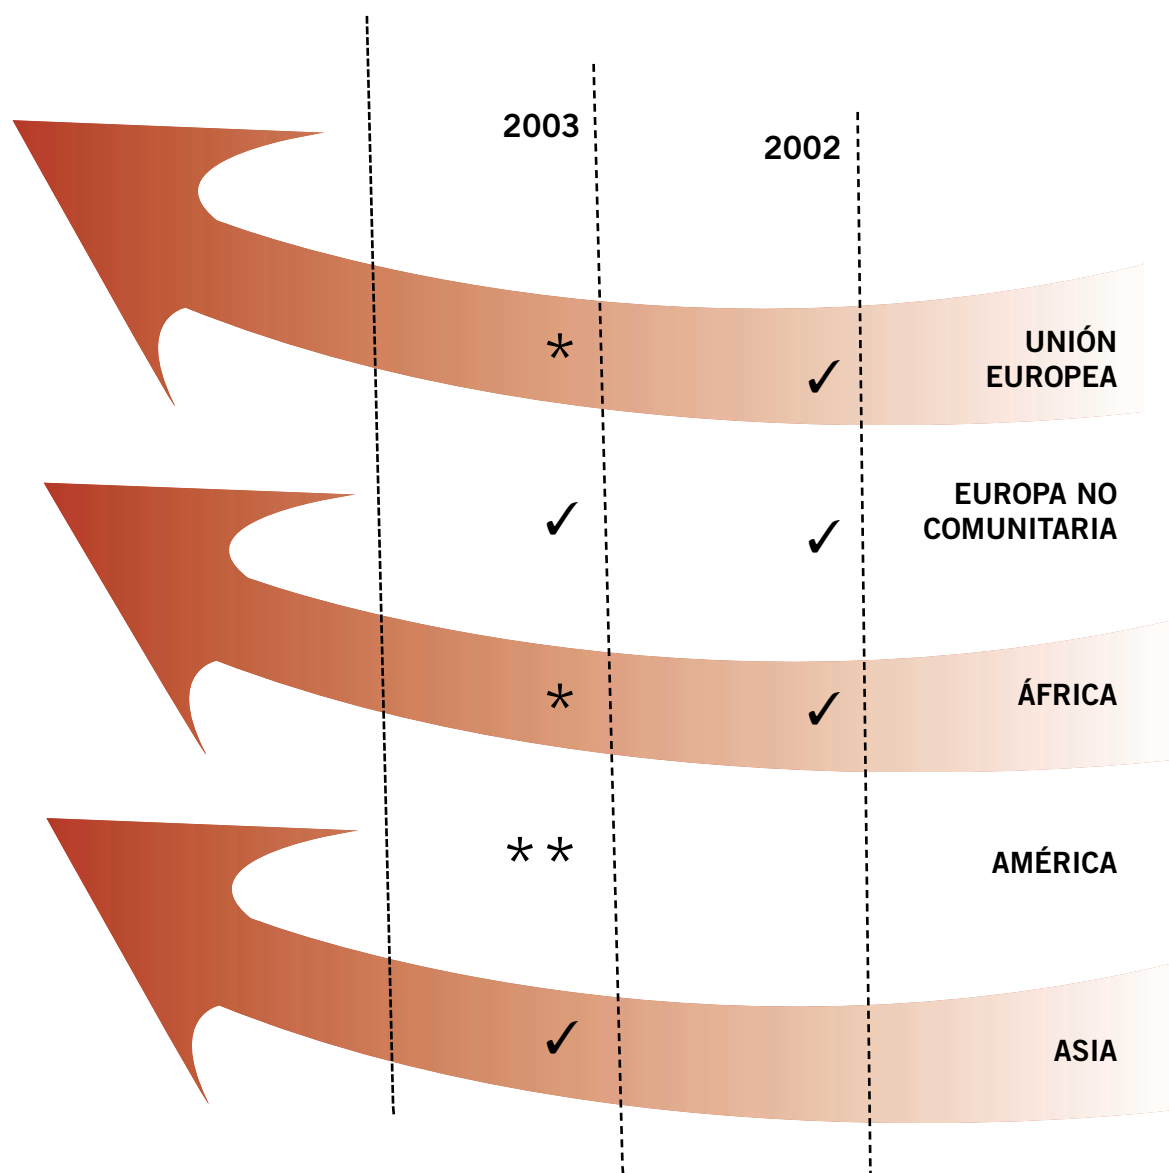 2003
2002
* ✓ UNIÓN
EUROPEA
✓ ✓ EUROPA NO
COMUNITARIA
* ✓ ÁFRICA
** AMÉRICA
✓ ASIA